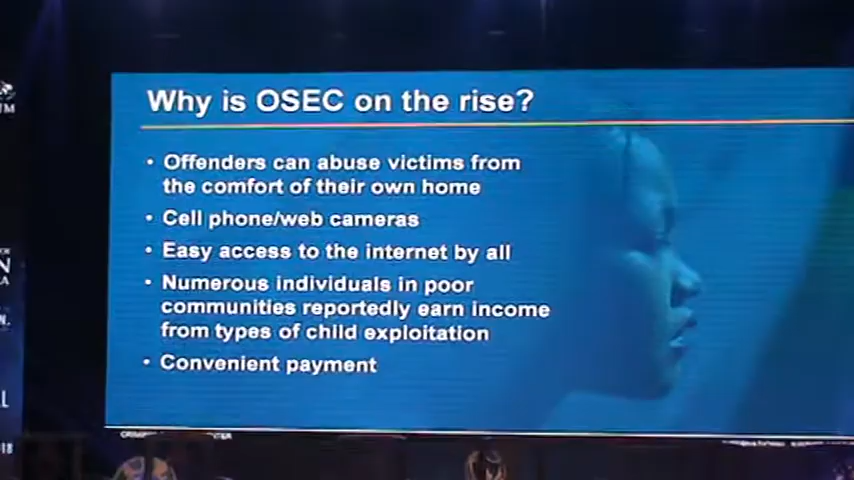 Why is OSEC on the rise?
• Offenders can abuse victims from
the comfort of their own home
• Cell phone/web cameras
• Easy access to the internet by all
• Numerous individuals in poor
communities reportedly earn income
from types of child exploitation
• Convenient payment